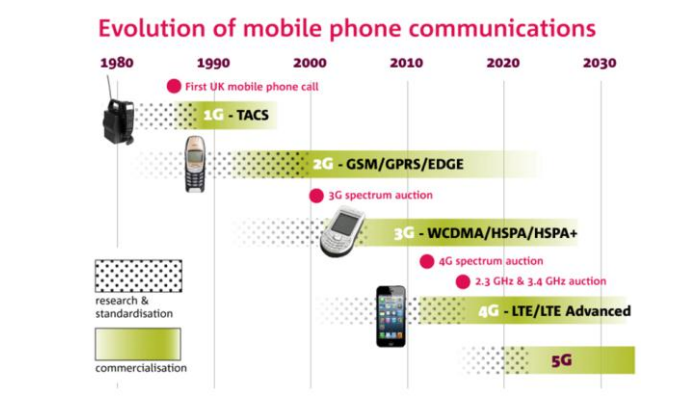 Evolution of mobile phone communications
1980 1990 2000 2010 2020 2030
First UK mobile phone call
1G - TACS
2G - GSM/GPRS/EDGE
3G spectrum auction
3G - WCDMA/HSPA/HSPA+
4G spectrum auction
2.3 GHz & 3.4 GHz auction
research &
standardisation
4G - LTE/LTE Advanced
5G
commercialisation